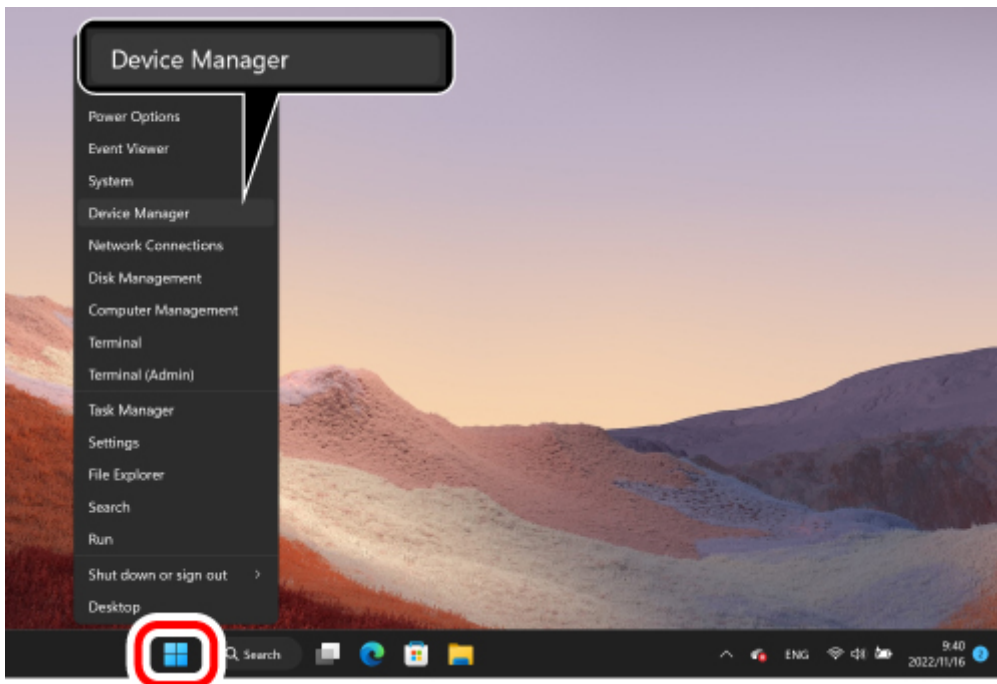 Device Manager
Power Options
Event Viewer
System
Device Manager
Network Connections
Disk Management
Computer Management
Terminal
Terminal (Admin)
Task Manager
Settings
File Explorer
Search
Run
Shut down or sign out
Desktop
Search
ENG
9:40
2022/11/16
2